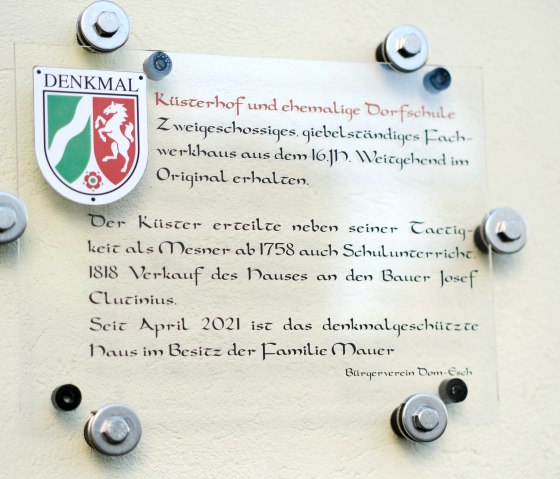 DENKMAL
Küsterhof und ehemalige Dorfschule
Zweigeschossiges, giebelständiges Fach-
werkhaus aus dem 16.Jh. Weitgehend im
Original erhalten.
Der Küster erteilte neben seiner Taetig-
keit als Mesner ab 1758 auch Schulunterricht.
1818 Verkauf des Hauses an den Bauer Josef
Clutinius.
Seit April 2021 ist das denkmalgeschützte
Haus im Besitz der Familie Mauer
Bürgerverein Dom-Esch